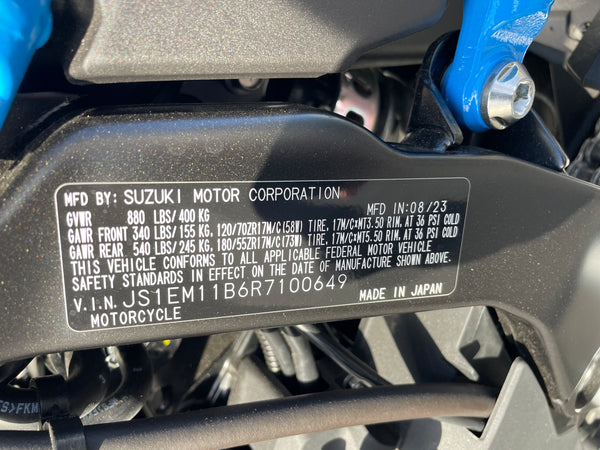 MFD BY: SUZUKI MOTOR CORPORATION
MFD IN:08/23
GVWR 880 LBS/400 KG
GAWR FRONT 340 LBS/155 KG, 120/70ZR17M/C(58W) TIRE, 17M/C×MT3.50 RIM, AT 36 PSI COLD
GAWR REAR 540 LBS/245 KG, 180/55ZR17M/C(73W) TIRE, 17M/C×MT5.50 RIM, AT 36 PSI COLD
THIS VEHICLE CONFORMS TO ALL APPLICABLE FEDERAL MOTOR VEHICLE
SAFETY STANDARDS IN EFFECT ON THE DATE OF MANUFACTURE SHOWN ABOVE.
V.I.N. JS1EM11B6R7100649
MOTORCYCLE
MADE IN JAPAN
>FKM